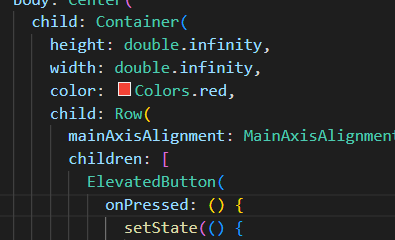 body: Center(
child: Container(
height: double.infinity,
width: double.infinity,
color: Colors.red,
child: Row(
mainAxisAlignment: MainAxisAlignment
children: [
ElevatedButton(
onPressed: () {
setState(() {